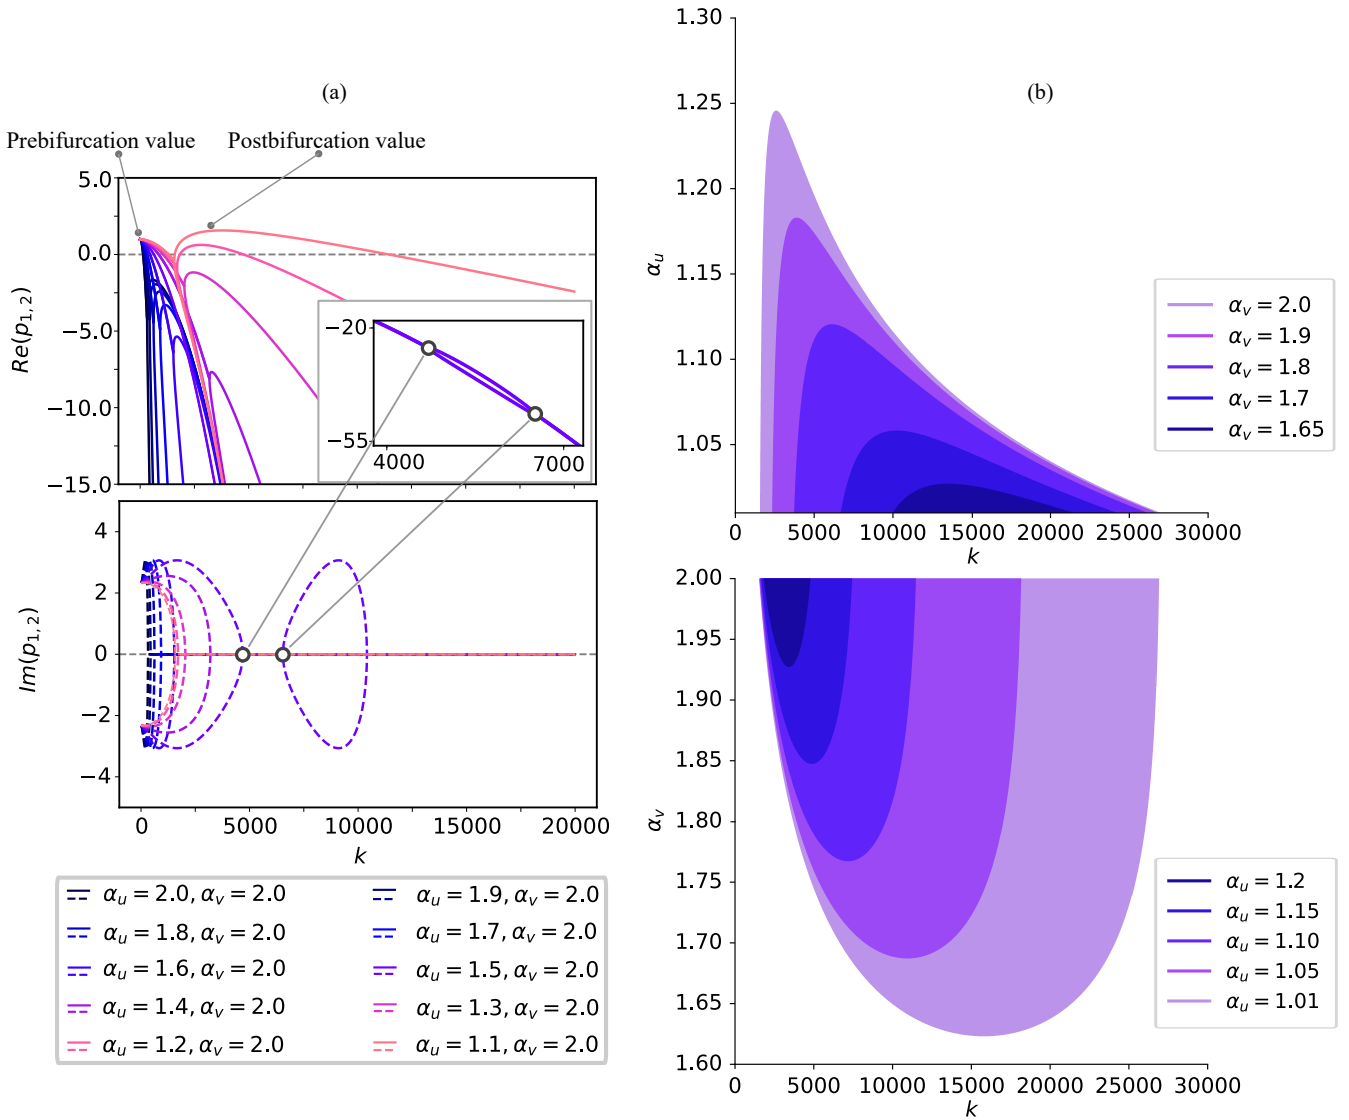 (a)
Prebifurcation value
Postbifurcation value
5.0
0.0
−5.0
−10.0
−15.0
Re(p1, 2)
−20
−55
4000
7000
4
2
0
−2
−4
Im(p1, 2)
0
5000
10000
15000
20000
k
αu = 2.0, αv = 2.0
αu = 1.9, αv = 2.0
αu = 1.8, αv = 2.0
αu = 1.7, αv = 2.0
αu = 1.6, αv = 2.0
αu = 1.5, αv = 2.0
αu = 1.4, αv = 2.0
αu = 1.3, αv = 2.0
αu = 1.2, αv = 2.0
αu = 1.1, αv = 2.0
(b)
1.30
1.25
1.20
1.15
1.10
1.05
αu
0
5000
10000
15000
20000
25000
30000
k
αv = 2.0
αv = 1.9
αv = 1.8
αv = 1.7
αv = 1.65
2.00
1.95
1.90
1.85
1.80
1.75
1.70
1.65
1.60
αv
0
5000
10000
15000
20000
25000
30000
k
αu = 1.2
αu = 1.15
αu = 1.10
αu = 1.05
αu = 1.01